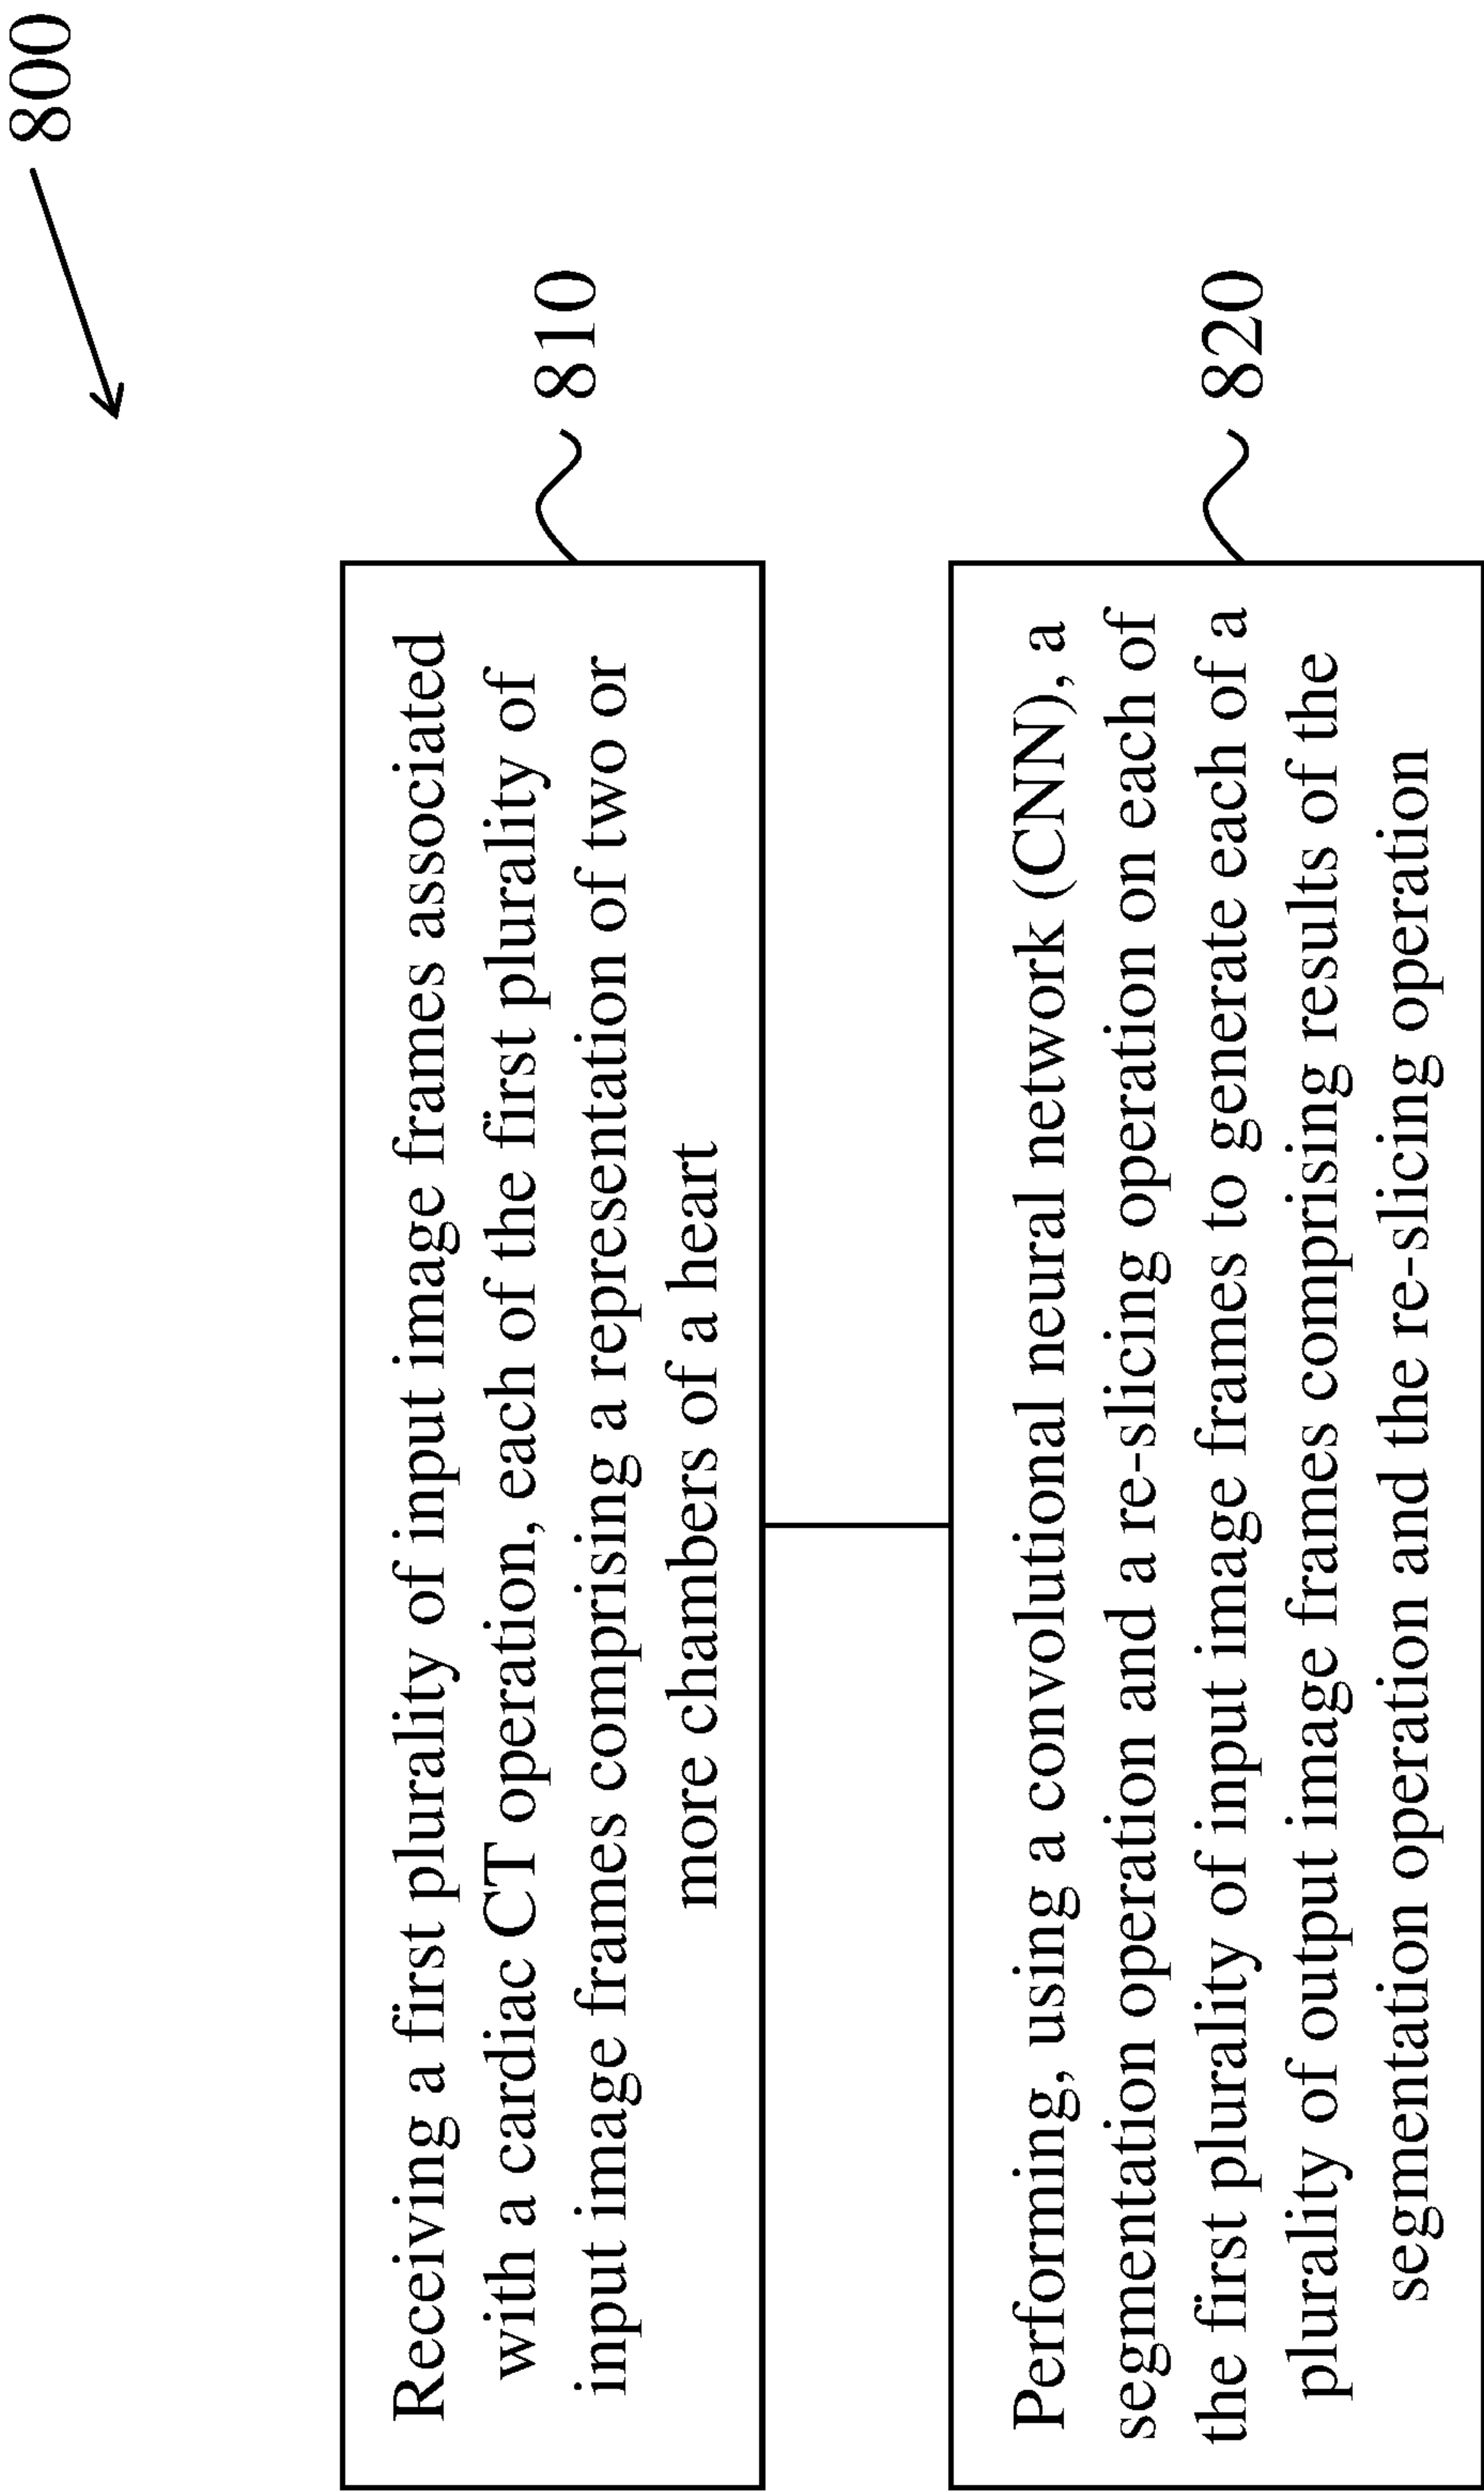 800
Receiving a first plurality of input image frames associated
with a cardiac CT operation, each of the first plurality of
input image frames comprising a representation of two or
more chambers of a heart
810
Performing, using a convolutional neural network (CNN), a
segmentation operation and a re-slicing operation on each of
the first plurality of input image frames to generate each of a
plurality of output image frames comprising results of the
segmentation operation and the re-slicing operation
820